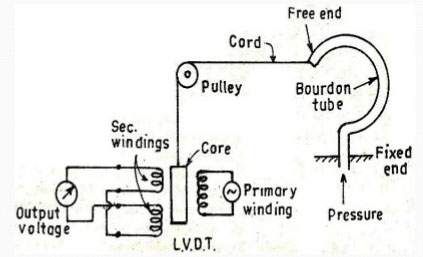 Free end
Cord
Pulley
Bourdon
tube
Sec.
windings
Core
Fixed
end
Primary
winding
Output
voltage
Pressure
L.V.D.T.